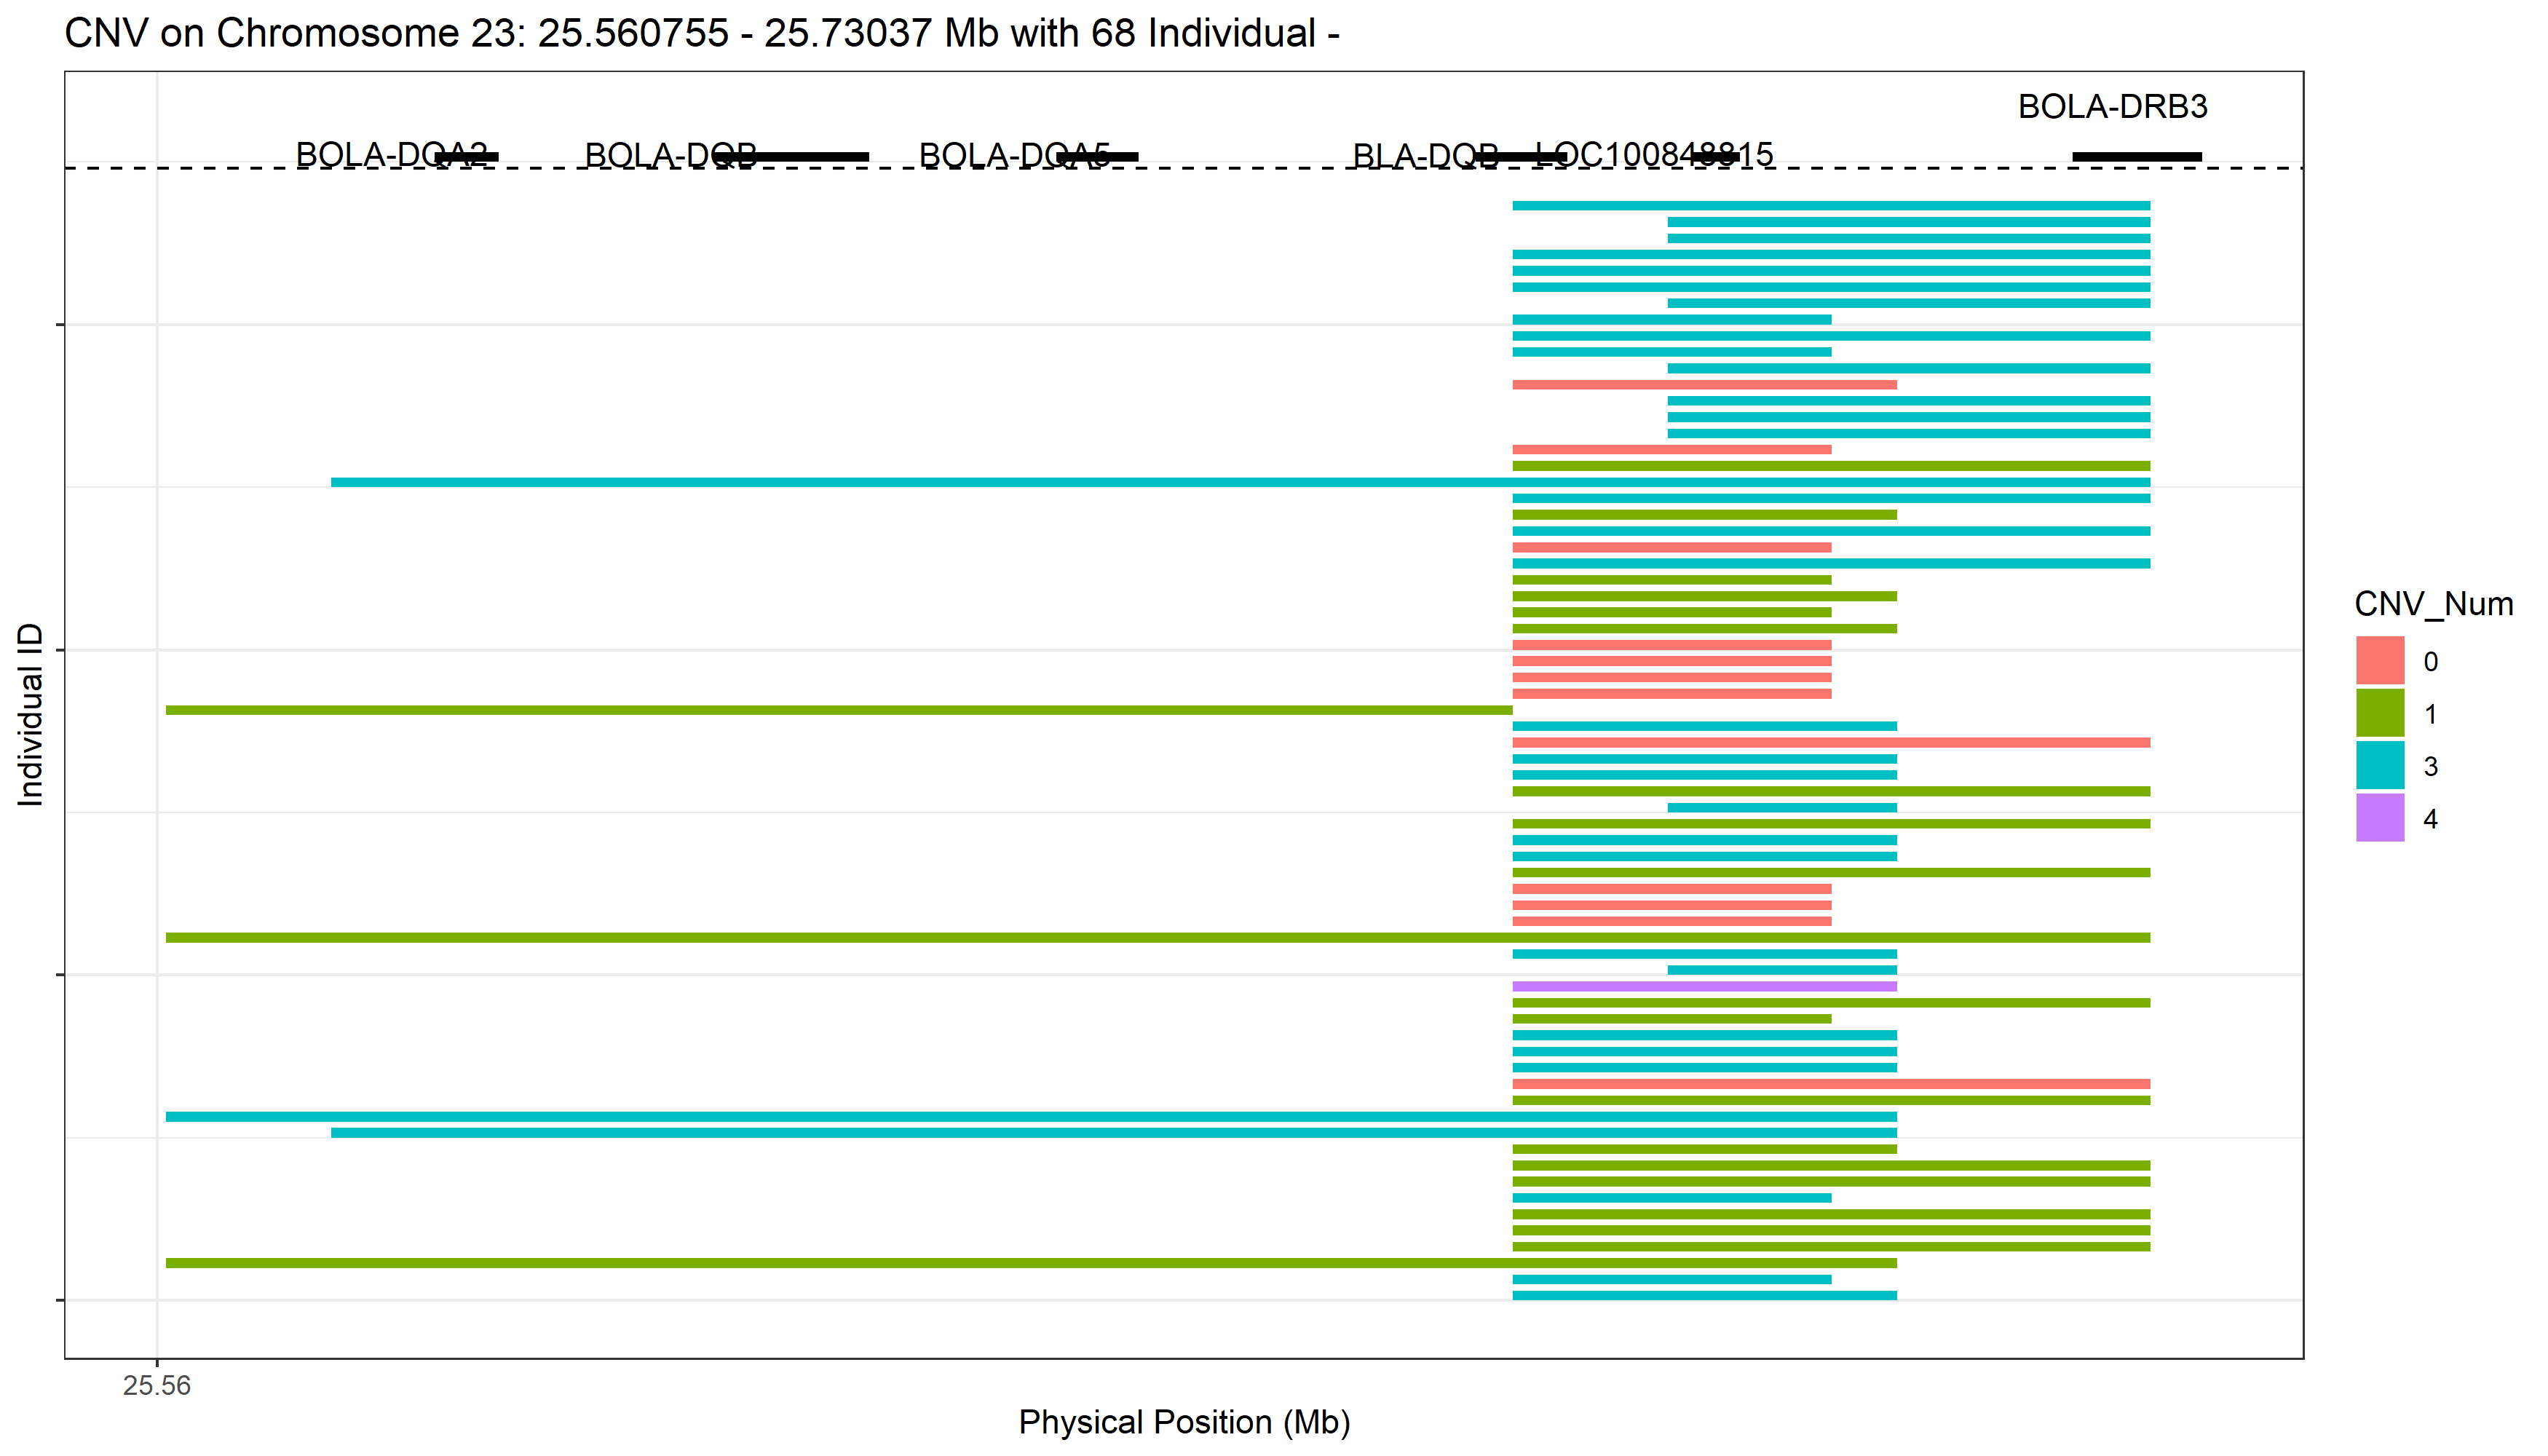 CNV on Chromosome 23: 25.560755 - 25.73037 Mb with 68 Individual -
BOLA-DRB3
BOLA-DQA2 BOLA-DQB BOLA-DQA5 BLA-DQB LOC100848815
Individual ID
CNV_Num
0
1
3
4
25.56
Physical Position (Mb)